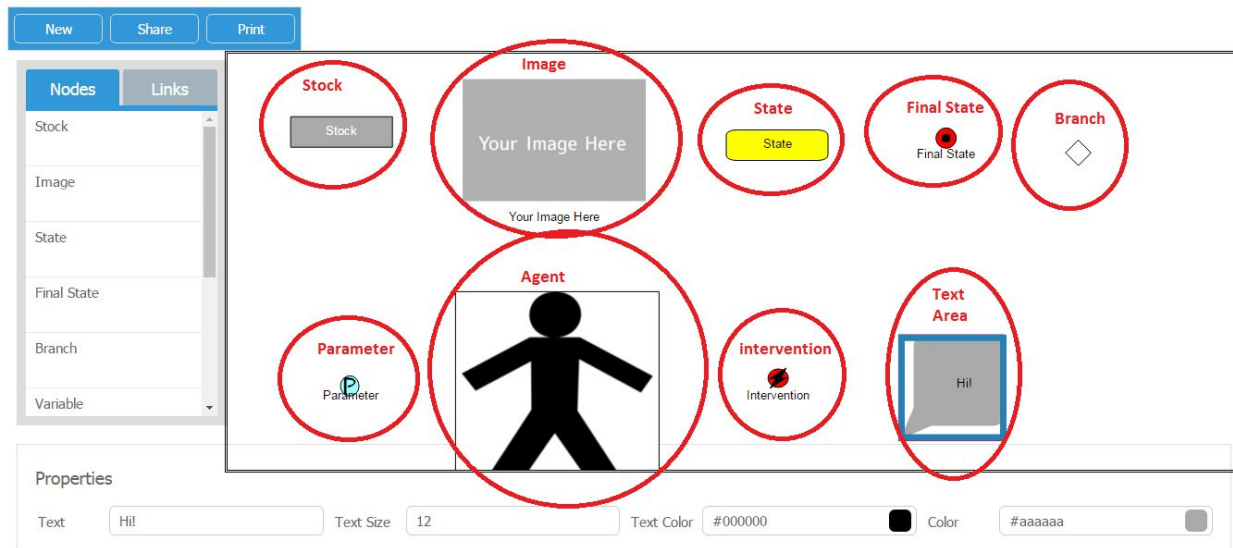 New Share Print
Nodes Links
Stock
Image
State
Final State
Branch
Variable
Stock
Stock
Image
Your Image Here
Your Image Here
State
State
Final State
Final State
Branch
Parameter
Parameter
Agent
intervention
Intervention
Text
Area
Hi!
Properties
Text Hi! Text Size 12 Text Color #000000 Color #aaaaaa